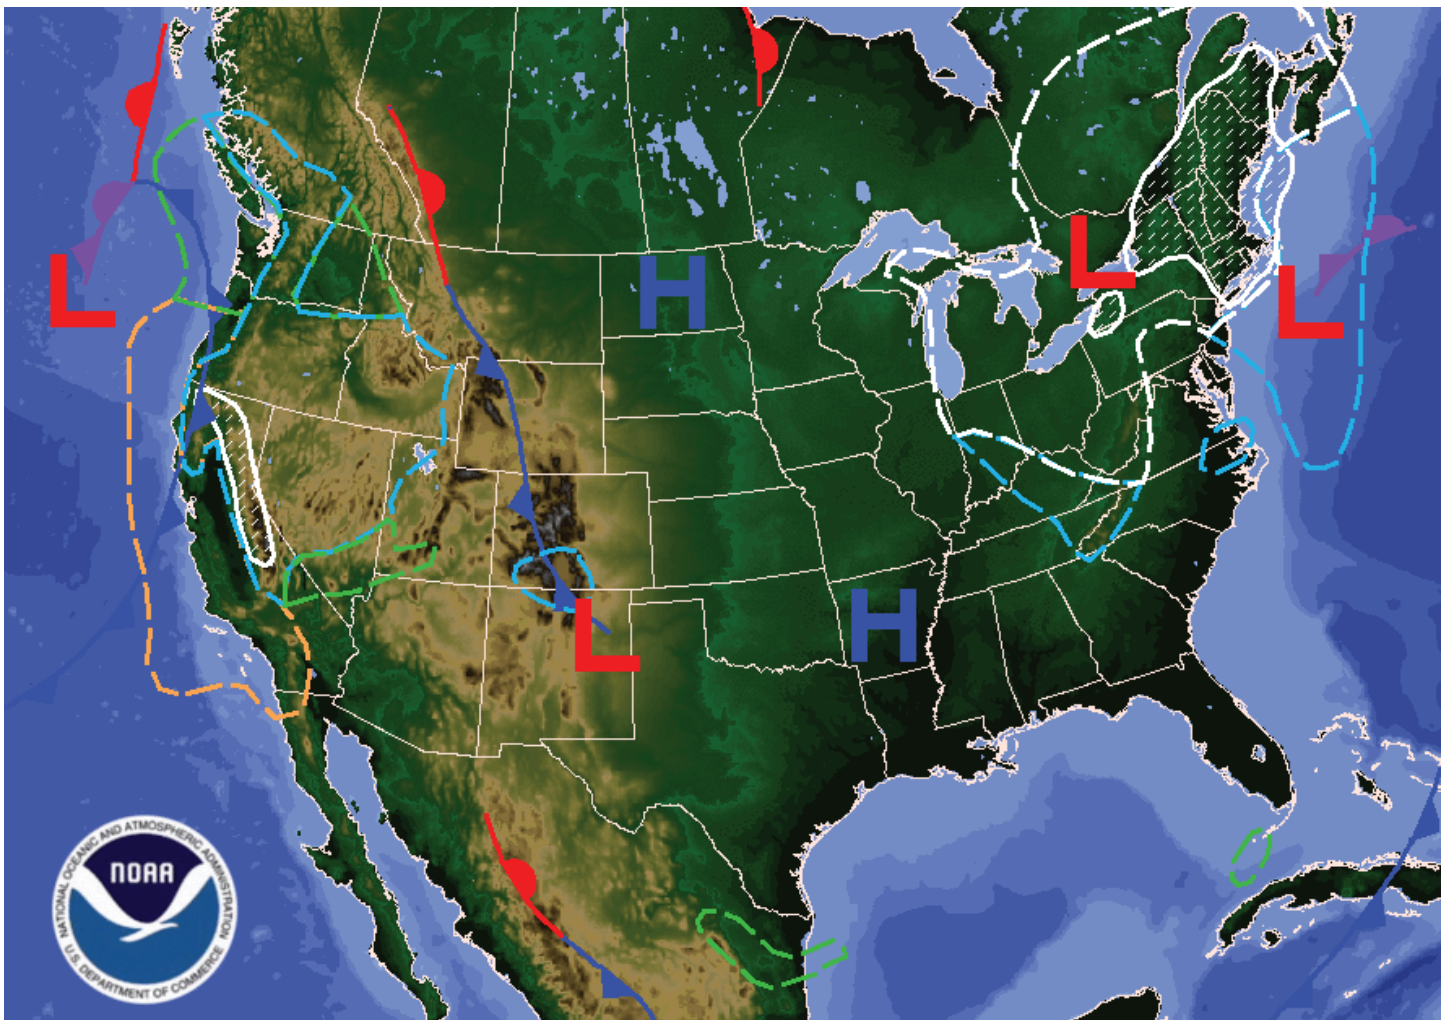 L
H
L
L
H
L
NATIONAL OCEANIC AND ATMOSPHERIC ADMINISTRATION
NOAA
U.S. DEPARTMENT OF COMMERCE